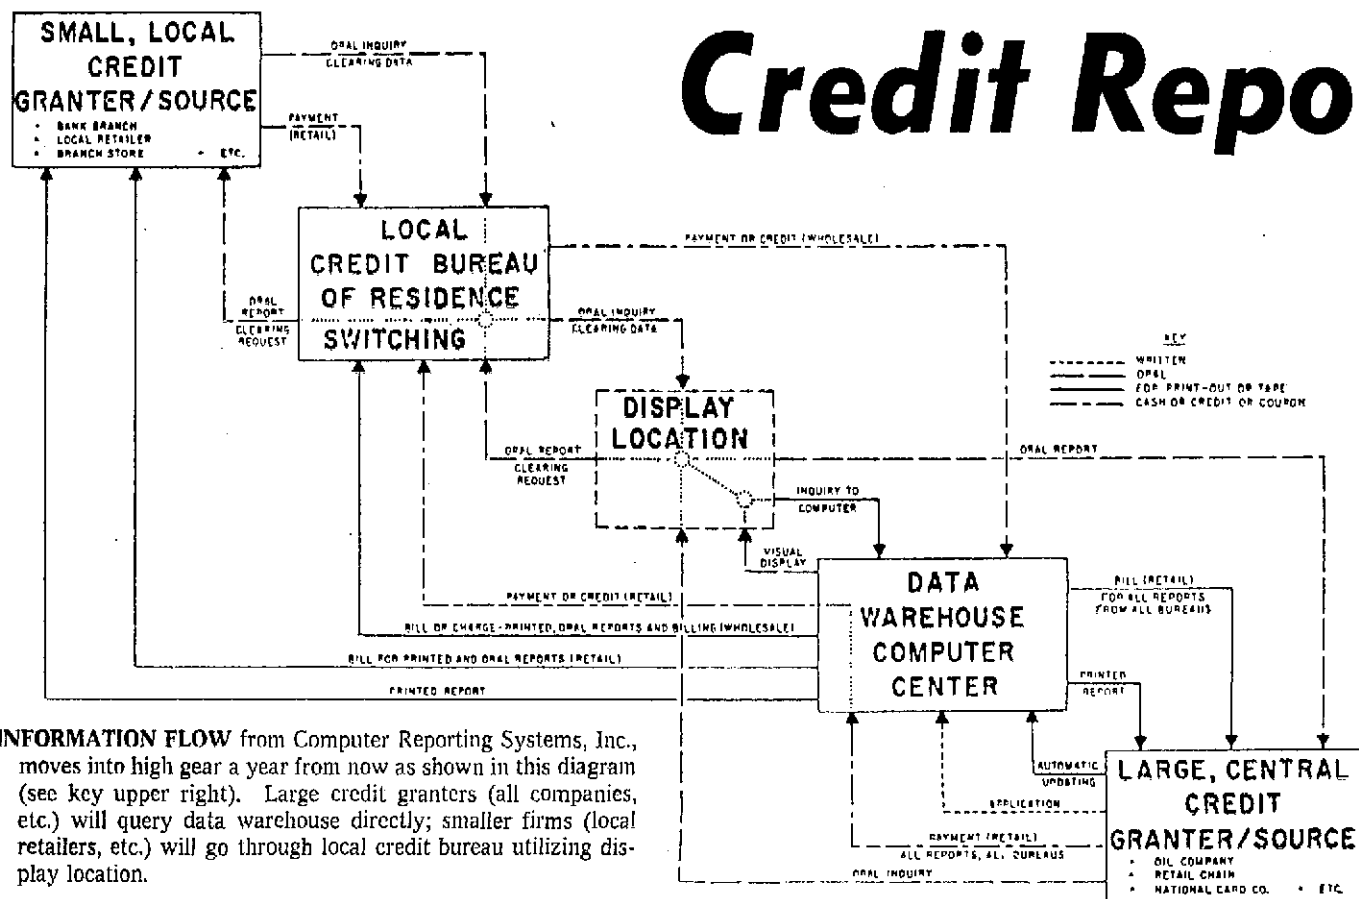 Credit Repo
SMALL, LOCAL
CREDIT
GRANTER/SOURCE
• BANK BRANCH
• LOCAL RETAILER
• BRANCH STORE • ETC.
ORAL INQUIRY
CLEARING DATA
PAYMENT
(RETAIL)
LOCAL
CREDIT BUREAU
OF RESIDENCE
SWITCHING
ORAL
REPORT
CLEARING
REQUEST
PAYMENT OR CREDIT (WHOLESALE)
ORAL INQUIRY
CLEARING DATA
KEY
WRITTEN
ORAL
EDP PRINT-OUT OR TAPE
CASH OR CREDIT OR COUPON
DISPLAY
LOCATION
ORAL REPORT
CLEARING
REQUEST
ORAL REPORT
INQUIRY TO
COMPUTER
VISUAL
DISPLAY
DATA
WAREHOUSE
COMPUTER
CENTER
PAYMENT OR CREDIT (RETAIL)
BILL OR CHARGE-PRINTED, ORAL REPORTS AND BILLING (WHOLESALE)
BILL FOR PRINTED AND ORAL REPORTS (RETAIL)
PRINTED REPORT
BILL (RETAIL)
FOR ALL REPORTS
FROM ALL BUREAUS
PRINTED
REPORT
AUTOMATIC
UPDATING
APPLICATION
PAYMENT (RETAIL)
ALL REPORTS, ALL BUREAUS
ORAL INQUIRY
LARGE, CENTRAL
CREDIT
GRANTER/SOURCE
• OIL COMPANY
• RETAIL CHAIN
• NATIONAL CARD CO. • ETC.
INFORMATION FLOW from Computer Reporting Systems, Inc.,
moves into high gear a year from now as shown in this diagram
(see key upper right). Large credit granters (all companies,
etc.) will query data warehouse directly; smaller firms (local
retailers, etc.) will go through local credit bureau utilizing dis-
play location.